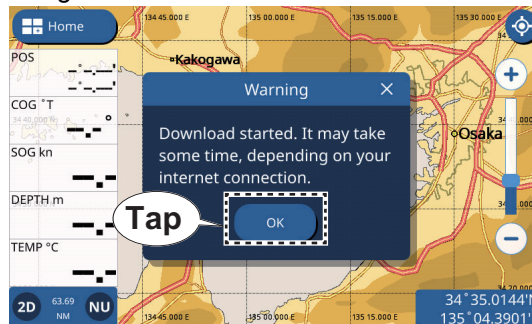 134 45.000 E
135 00.000 E
135 15.000 E
135 30.000 E
Home
POS
Kakogawa
Warning
COG °T
Download started. It may take
some time, depending on your
internet connection.
Osaka
SOG kn
DEPTH m
Tap
OK
TEMP °C
2D
63.69
NM
NU
134 45.000 E
135 00.000 E
135 15.000 E
34°35.0144'N
135°04.3901'